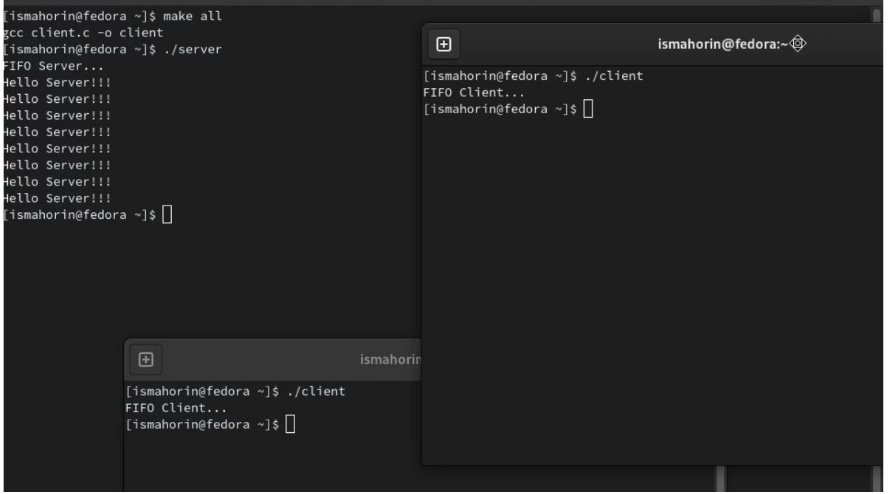 [ismahorin@fedora ~]$ make all
gcc client.c -o client
[ismahorin@fedora ~]$ ./server
FIFO Server...
Hello Server!!!
Hello Server!!!
Hello Server!!!
Hello Server!!!
Hello Server!!!
Hello Server!!!
Hello Server!!!
Hello Server!!!
[ismahorin@fedora ~]$
ismahorin@fedora:~
[ismahorin@fedora ~]$ ./client
FIFO Client...
[ismahorin@fedora ~]$
ismahorin
[ismahorin@fedora ~]$ ./client
FIFO Client...
[ismahorin@fedora ~]$